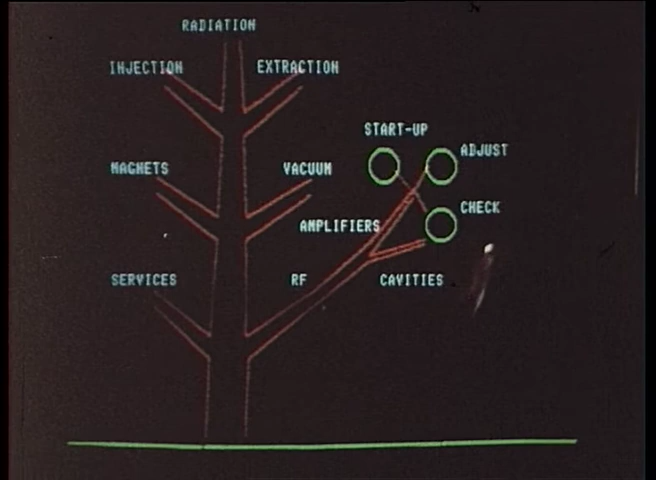 RADIATION
INJECTION EXTRACTION
START-UP
ADJUST
MAGNETS VACUUM
CHECK
AMPLIFIERS
SERVICES RF CAVITIES